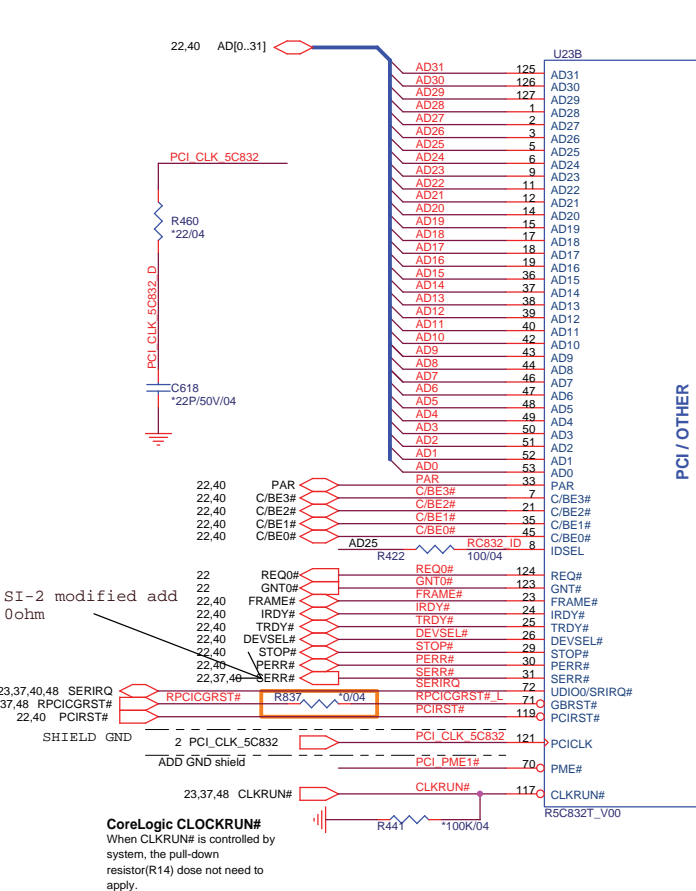 22,40 AD[0..31]
U23B
AD31 125 AD31
AD30 126 AD30
AD29 127 AD29
AD28 1 AD28
AD27 2 AD27
AD26 3 AD26
AD25 5 AD25
AD24 6 AD24
AD23 9 AD23
AD22 11 AD22
AD21 12 AD21
AD20 14 AD20
AD19 15 AD19
AD18 17 AD18
AD17 18 AD17
AD16 19 AD16
AD15 36 AD15
AD14 37 AD14
AD13 38 AD13
AD12 39 AD12
AD11 40 AD11
AD10 42 AD10
AD9 43 AD9
AD8 44 AD8
AD7 46 AD7
AD6 47 AD6
AD5 48 AD5
AD4 49 AD4
AD3 50 AD3
AD2 51 AD2
AD1 52 AD1
AD0 53 AD0
PCI_CLK_5C832
R460
*22/04
PCI_CLK_5C832_D
C618
*22P/50V/04
PCI / OTHER
22,40 PAR PAR 33 PAR
22,40 C/BE3# C/BE3# 7 C/BE3#
22,40 C/BE2# C/BE2# 21 C/BE2#
22,40 C/BE1# C/BE1# 35 C/BE1#
22,40 C/BE0# C/BE0# 45 C/BE0#
AD25 R422 100/04 RC832_ID 8 IDSEL
22 REQ0# REQ0# 124 REQ#
22 GNT0# GNT0# 123 GNT#
22,40 FRAME# FRAME# 23 FRAME#
22,40 IRDY# IRDY# 24 IRDY#
22,40 TRDY# TRDY# 25 TRDY#
22,40 DEVSEL# DEVSEL# 26 DEVSEL#
22,40 STOP# STOP# 29 STOP#
22,40 PERR# PERR# 30 PERR#
22,37,40 SERR# SERR# 31 SERR#
SI-2 modified add
0ohm
23,37,40,48 SERIRQ SERIRQ 72 UDIO0/SRIRQ#
37,48 RPCICGRST# RPCICGRST# R837 *0/04 RPCICGRST#_L 71 GBRST#
22,40 PCIRST# PCIRST# 119 PCIRST#
SHIELD GND
2 PCI_CLK_5C832 PCI_CLK_5C832 121 PCICLK
ADD GND shield
PCI_PME1# 70 PME#
23,37,48 CLKRUN# CLKRUN# 117 CLKRUN#
R5C832T_V00
R441 *100K/04
CoreLogic CLOCKRUN#
When CLKRUN# is controlled by
system, the pull-down
resistor(R14) dose not need to
apply.